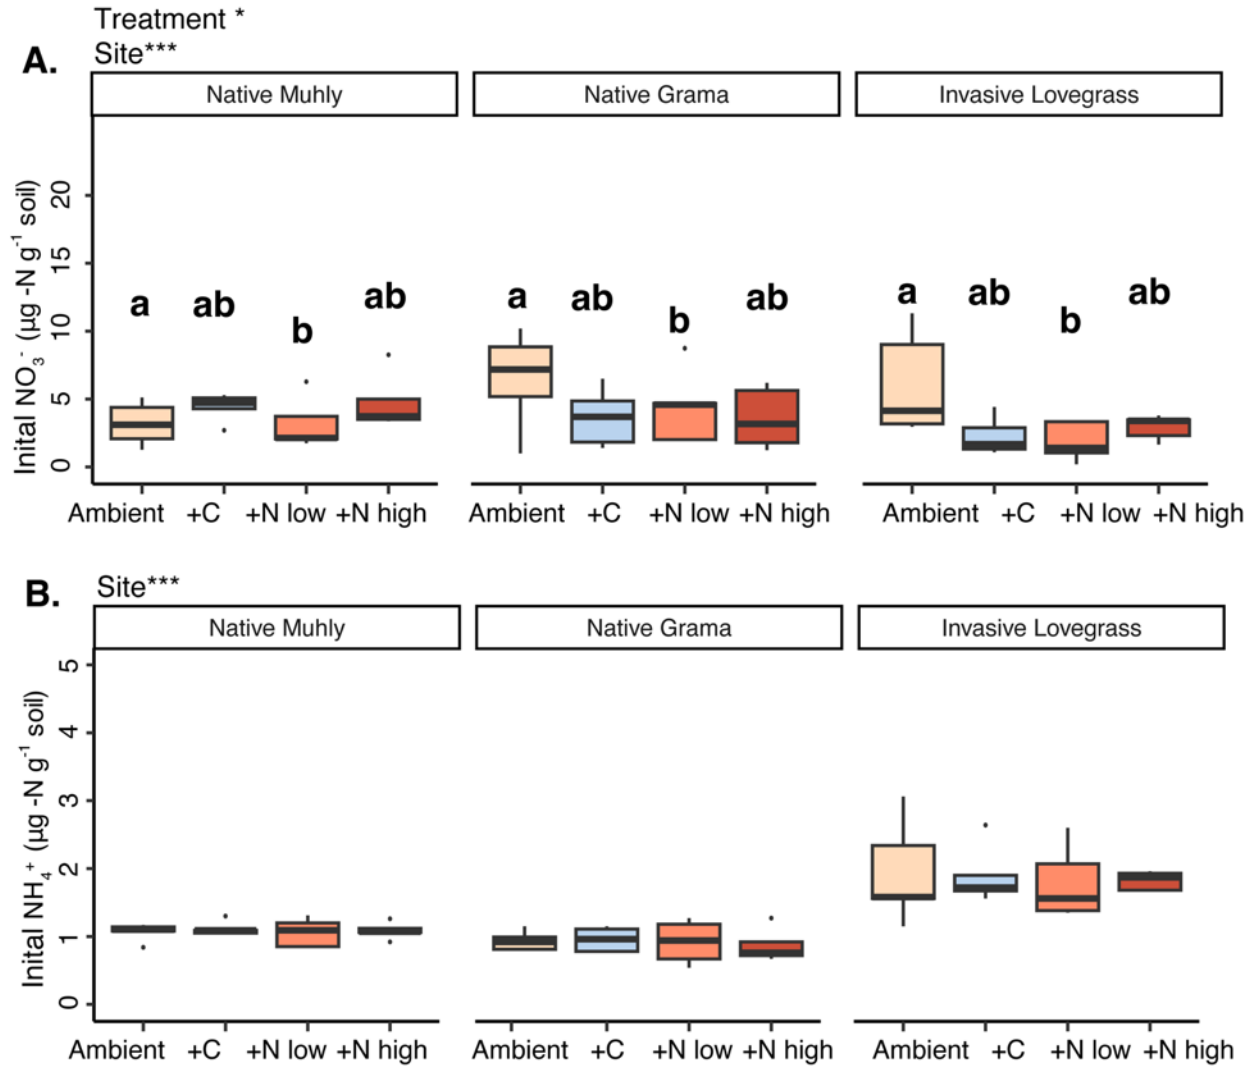 Treatment *
A. Site***
Native Muhly Native Grama Invasive Lovegrass
Inital NO₃⁻ (µg -N g⁻¹ soil)
20
15
10
5
0
a ab b ab a ab b ab a ab b ab
Ambient +C +N low +N high Ambient +C +N low +N high Ambient +C +N low +N high
B. Site***
Native Muhly Native Grama Invasive Lovegrass
Inital NH₄⁺ (µg -N g⁻¹ soil)
5
4
3
2
1
0
Ambient +C +N low +N high Ambient +C +N low +N high Ambient +C +N low +N high